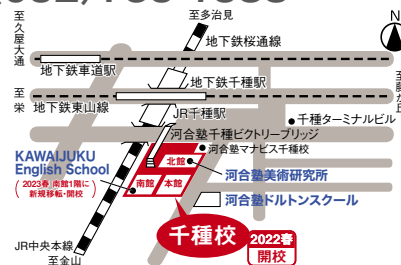 至多治見
至久屋大通
地下鉄桜通線
N
地下鉄車道駅
地下鉄千種駅
至栄
地下鉄東山線
JR千種駅
千種ターミナルビル
河合塾千種ビクトリーブリッジ
河合塾マナビス千種校
KAWAIJUKU
English School
2023春 南館1階に
新規移転・開校
北館
南館
本館
河合塾美術研究所
河合塾ドルトンスクール
千種校
2022春
開校
JR中央本線
至金山